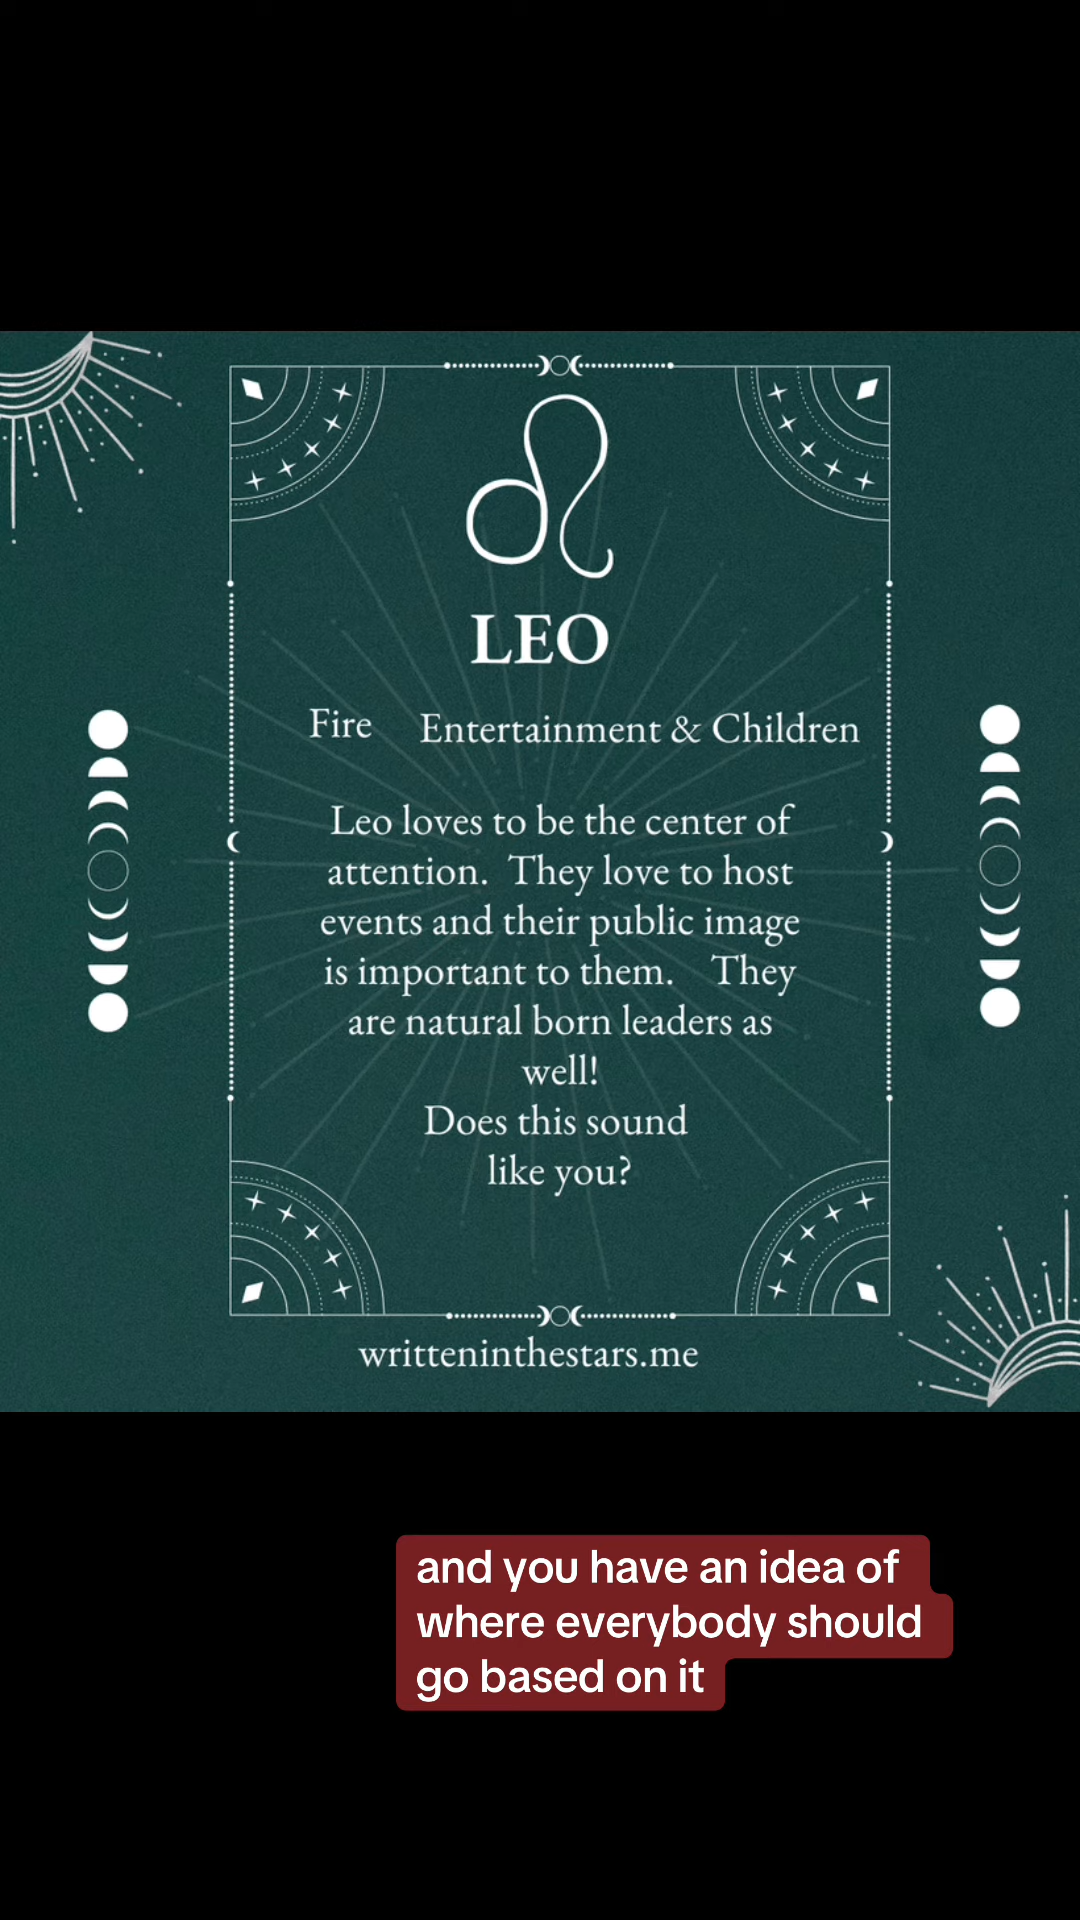 LEO
Fire Entertainment & Children
Leo loves to be the center of
attention. They love to host
events and their public image
is important to them. They
are natural born leaders as
well!
Does this sound
like you?
writteninthestars.me
and you have an idea of
where everybody should
go based on it